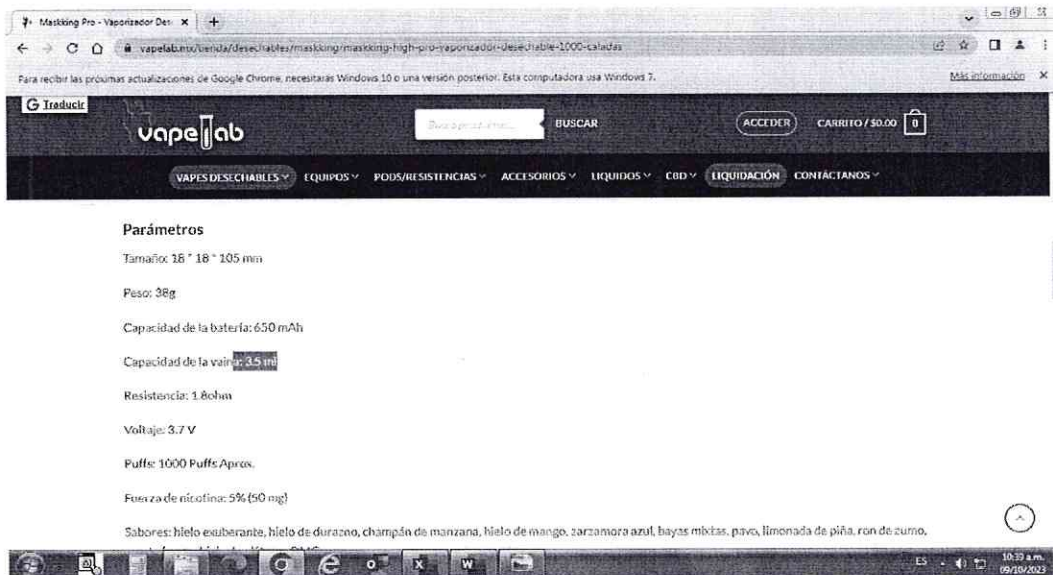 Maskking Pro - Vaporizador Des
vapelab.mx/tienda/desechables/maskking/maskking-high-pro-vaporizador-desechable-1000-caladas
Para recibir las próximas actualizaciones de Google Chrome, necesitarás Windows 10 o una versión posterior. Esta computadora usa Windows 7.
Más información
Traducir
vapelab
BUSCAR
ACCEDER
CARRITO / $0.00
0
VAPES DESECHABLES
EQUIPOS
PODS/RESISTENCIAS
ACCESORIOS
LIQUIDOS
CBD
LIQUIDACIÓN
CONTÁCTANOS
Parámetros
Tamaño: 18 * 18 * 105 mm
Peso: 38g
Capacidad de la batería: 650 mAh
Capacidad de la vaina: 3.5 ml
Resistencia: 1.8ohm
Voltaje: 3.7 V
Puffs: 1000 Puffs Aprox.
Fuerza de nicotina: 5% (50 mg)
Sabores: hielo exuberante, hielo de durazno, champán de manzana, hielo de mango, zarzamora azul, bayas mixtas, pavo, limonada de piña, ron de zumo,
ES
10:39 a.m.
09/10/2023